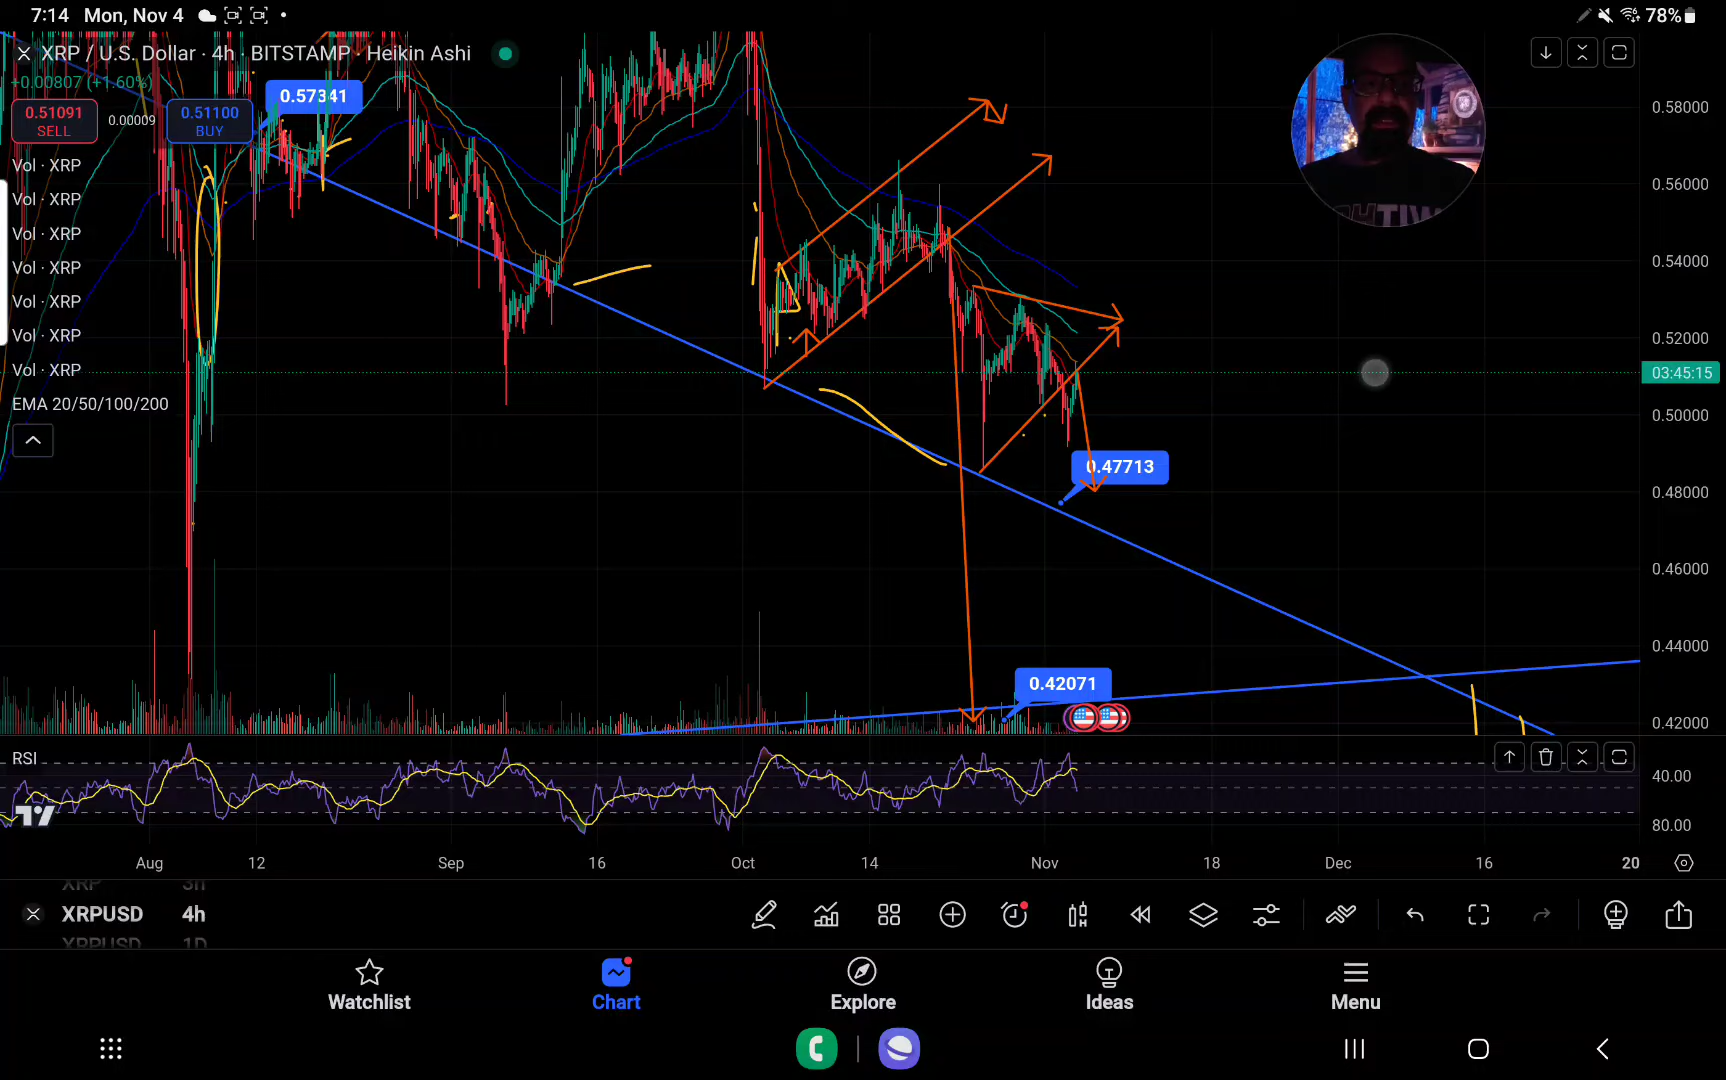 7:14 Mon, Nov 4
78%
XRP / U.S. Dollar · 4h · BITSTAMP · Heikin Ashi
+0.00807 (+1.60%)
0.57341
0.51091
SELL
0.00009
0.51100
BUY
Vol · XRP
Vol · XRP
Vol · XRP
Vol · XRP
Vol · XRP
Vol · XRP
Vol · XRP
EMA 20/50/100/200
0.58000
0.56000
0.54000
0.52000
03:45:15
0.50000
0.47713
0.48000
0.46000
0.44000
0.42071
0.42000
RSI
40.00
80.00
Aug
12
Sep
16
Oct
14
Nov
18
Dec
16
20
XRP 3h
XRPUSD 4h
XRPUSD 1D
Watchlist
Chart
Explore
Ideas
Menu